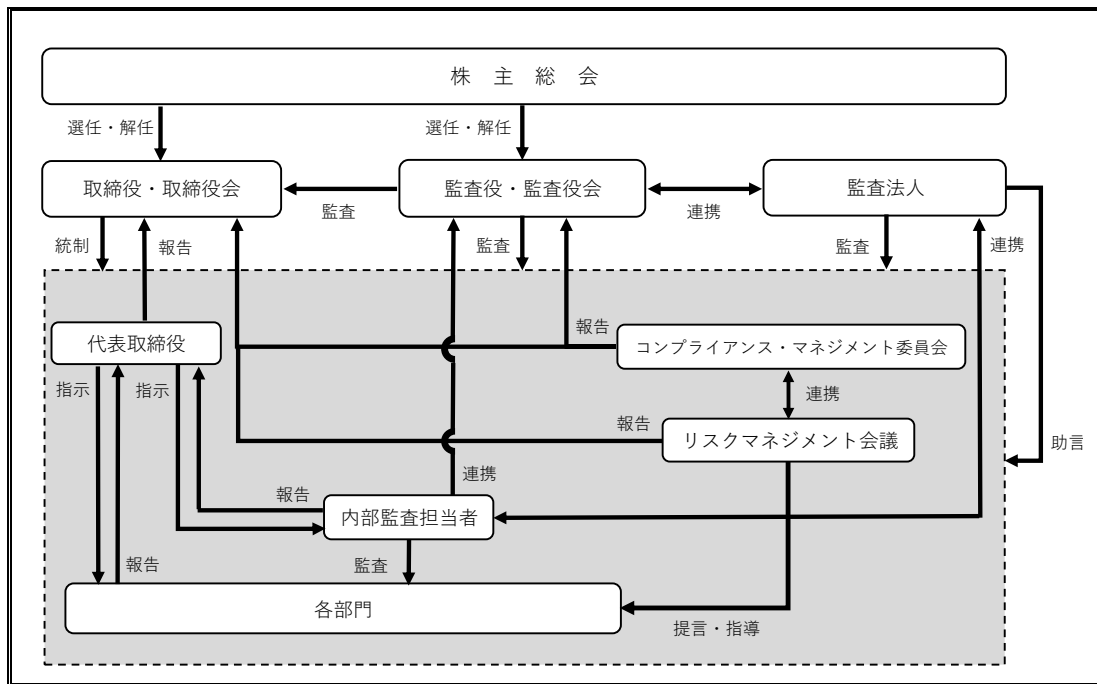 株 主 総 会
選任・解任
選任・解任
取締役・取締役会
監査役・監査役会
監査法人
監査
連携
統制
報告
監査
監査
連携
代表取締役
報告
コンプライアンス・マネジメント委員会
指示
指示
連携
報告
リスクマネジメント会議
助言
連携
報告
内部監査担当者
報告
監査
各部門
提言・指導